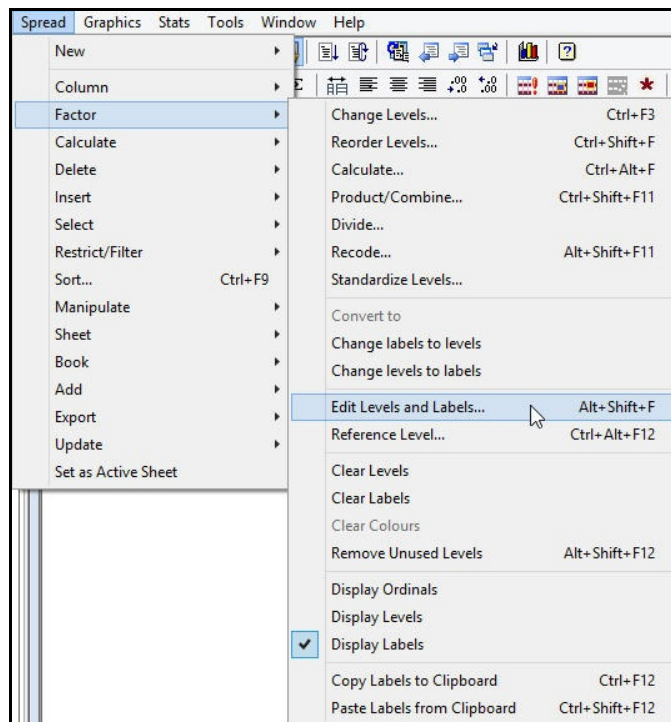 Spread Graphics Stats Tools Window Help
New
Column
Factor
Calculate
Delete
Insert
Select
Restrict/Filter
Sort... Ctrl+F9
Manipulate
Sheet
Book
Add
Export
Update
Set as Active Sheet
Change Levels... Ctrl+F3
Reorder Levels... Ctrl+Shift+F
Calculate... Ctrl+Alt+F
Product/Combine... Ctrl+Shift+F11
Divide...
Recode... Alt+Shift+F11
Standardize Levels...
Convert to
Change labels to levels
Change levels to labels
Edit Levels and Labels... Alt+Shift+F
Reference Level... Ctrl+Alt+F12
Clear Levels
Clear Labels
Clear Colours
Remove Unused Levels Alt+Shift+F12
Display Ordinals
Display Levels
Display Labels
Copy Labels to Clipboard Ctrl+F12
Paste Labels from Clipboard Ctrl+Shift+F12